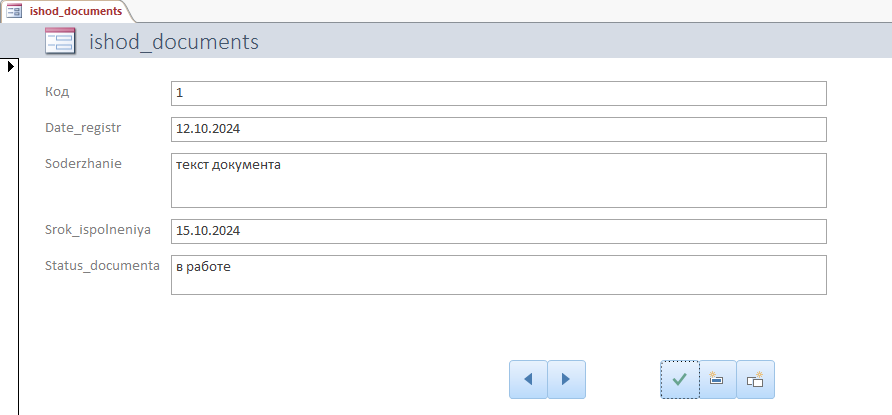 ishod_documents
ishod_documents
Код
1
Date_registr
12.10.2024
Soderzhanie
текст документа
Srok_ispolneniya
15.10.2024
Status_documenta
в работе